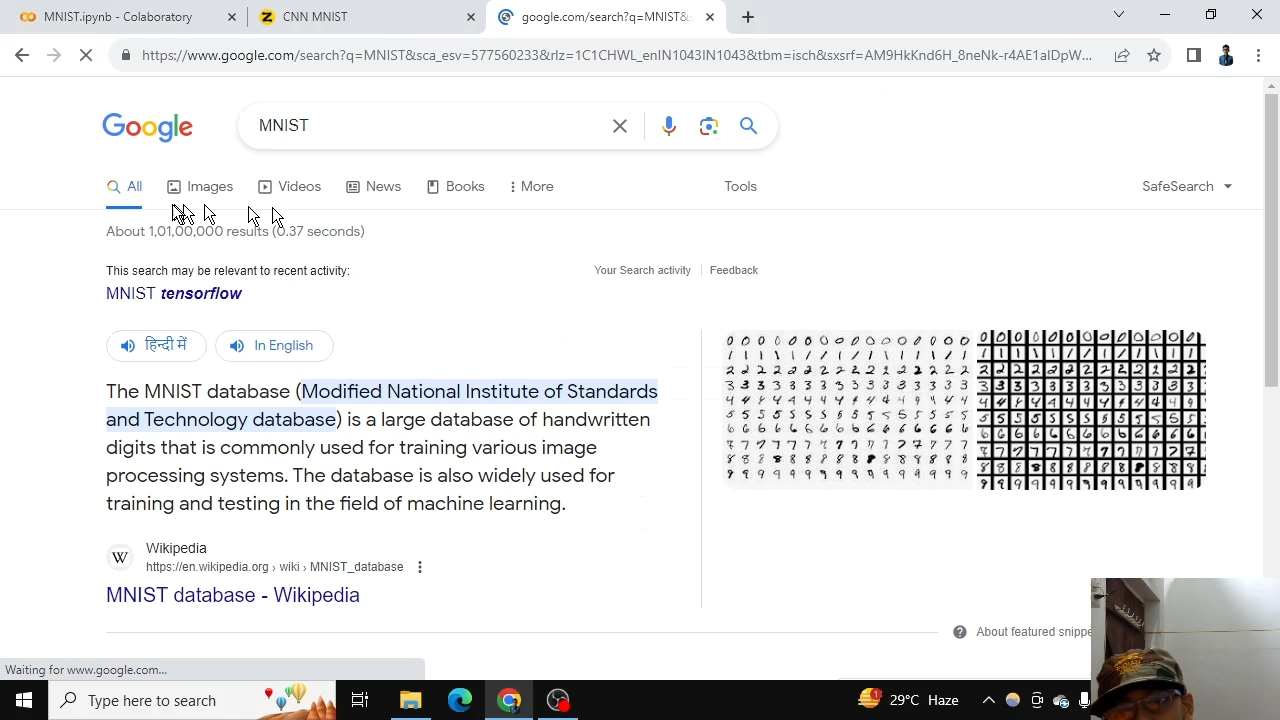 MNIST.ipynb - Colaboratory
CNN MNIST
google.com/search?q=MNIST&s
https://www.google.com/search?q=MNIST&sca_esv=577560233&rlz=1C1CHWL_enIN1043IN1043&tbm=isch&sxsrf=AM9HkKnd6H_8neNk-r4AE1aIDpW...
Google
MNIST
All
Images
Videos
News
Books
More
Tools
SafeSearch
About 1,01,00,000 results (0.37 seconds)
This search may be relevant to recent activity:
Your Search activity
Feedback
MNIST tensorflow
हिन्दी में
In English
The MNIST database (Modified National Institute of Standards
and Technology database) is a large database of handwritten
digits that is commonly used for training various image
processing systems. The database is also widely used for
training and testing in the field of machine learning.
Wikipedia
https://en.wikipedia.org › wiki › MNIST_database
MNIST database - Wikipedia
About featured snippe
Waiting for www.google.com...
Type here to search
1
29°C Haze